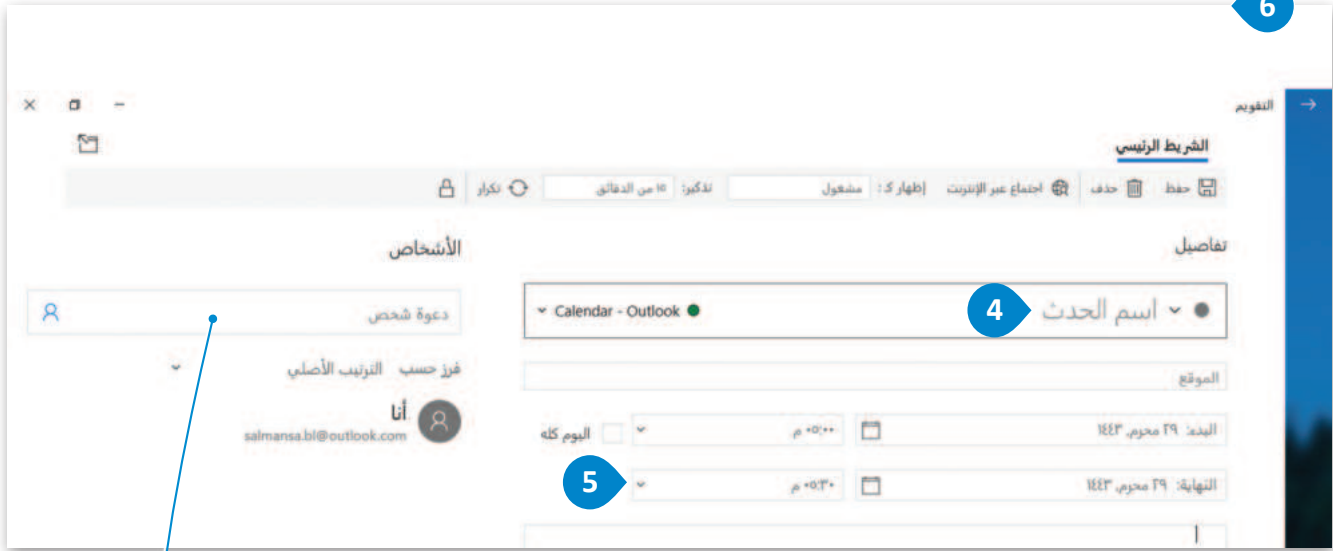 6
التقويم
الشريط الرئيسي
حفظ حذف اجتماع عبر الإنترنت إظهار كـ: مشغول تذكير: ١٥ من الدقائق تكرار
تفاصيل
4 اسم الحدث Calendar - Outlook
الموقع
البدء: ٢٩ محرم, ١٤٤٣ ٠٥:٠٠ م اليوم كله
النهاية: ٢٩ محرم, ١٤٤٣ ٠٥:٣٠ م 5
الأشخاص
دعوة شخص
فرز حسب الترتيب الأصلي
أنا
salmansa.bl@outlook.com